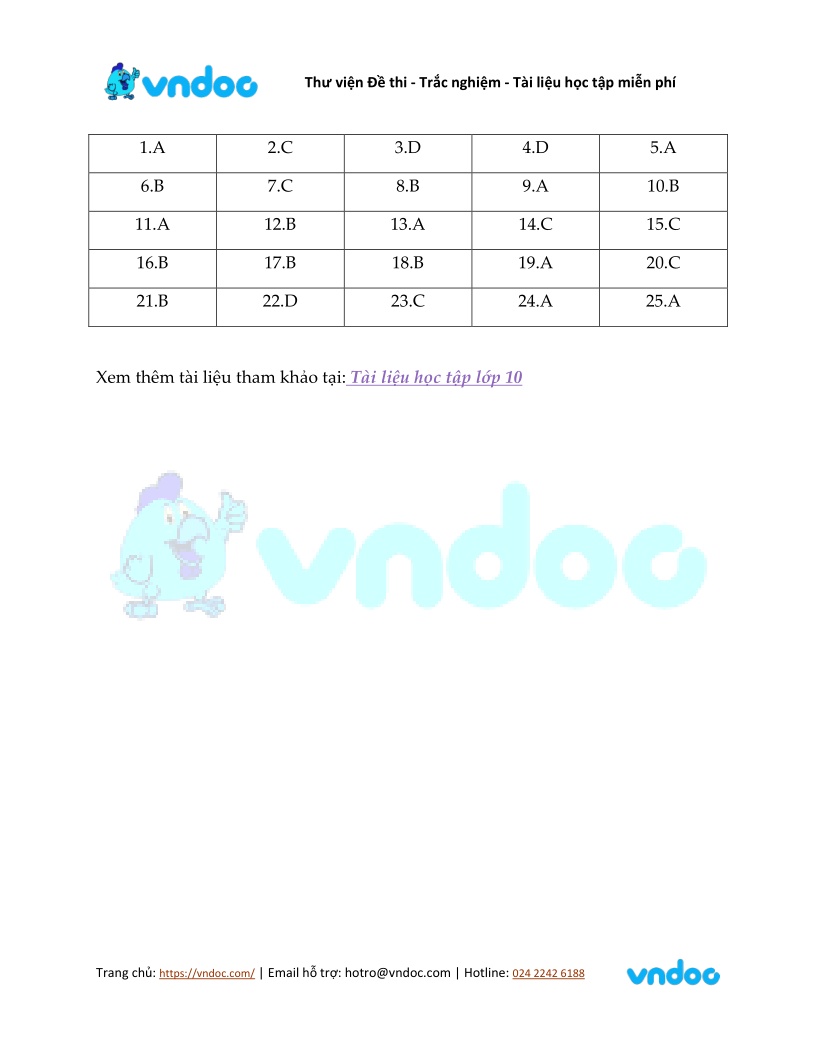 vndoc Thư viện Đề thi - Trắc nghiệm - Tài liệu học tập miễn phí
1.A 2.C 3.D 4.D 5.A
6.B 7.C 8.B 9.A 10.B
11.A 12.B 13.A 14.C 15.C
16.B 17.B 18.B 19.A 20.C
21.B 22.D 23.C 24.A 25.A
Xem thêm tài liệu tham khảo tại: Tài liệu học tập lớp 10
vndoc
Trang chủ: https://vndoc.com/ | Email hỗ trợ: hotro@vndoc.com | Hotline: 024 2242 6188 vndoc